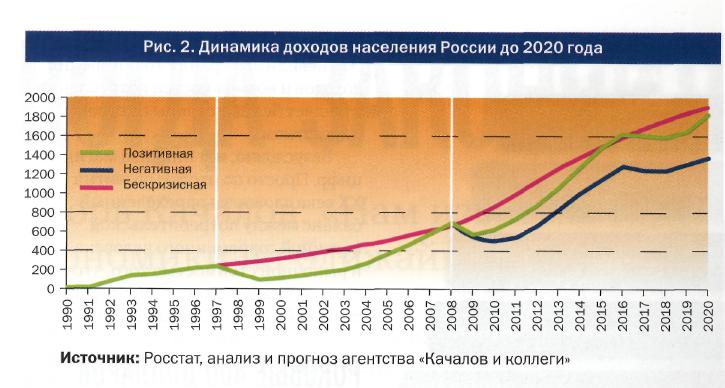 Рис. 2. Динамика доходов населения России до 2020 года
2000
1800
1600
1400
1200
1000
800
600
400
200
0
Позитивная
Негативная
Бескризисная
1990 1991 1992 1993 1994 1995 1996 1997 1998 1999 2000 2001 2002 2003 2004 2005 2006 2007 2008 2009 2010 2011 2012 2013 2014 2015 2016 2017 2018 2019 2020
Источник: Росстат, анализ и прогноз агентства «Качалов и коллеги»